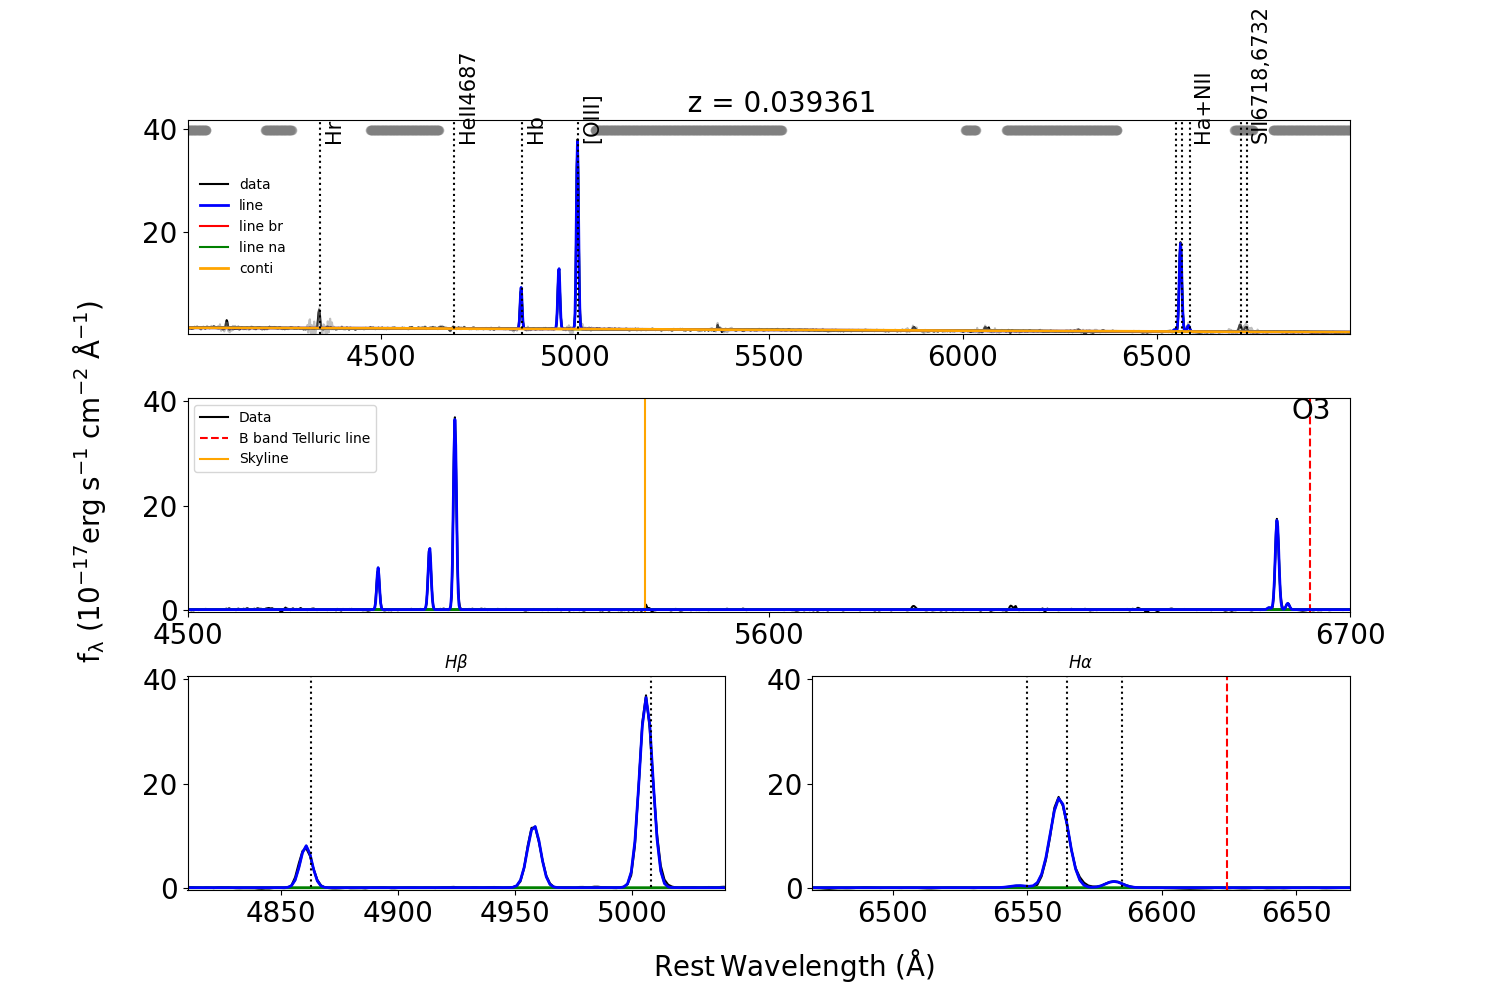 z = 0.039361
Hr
HeII4687
Hb
[OIII]
Ha+NII
SII6718,6732
40
20
data
line
line br
line na
conti
4500 5000 5500 6000 6500
fλ (10−17erg s−1 cm−2 Å−1)
40
20
0
Data
B band Telluric line
Skyline
O3
4500 5600 6700
Hβ
40
20
0
4850 4900 4950 5000
Hα
40
20
0
6500 6550 6600 6650
Rest Wavelength (Å)